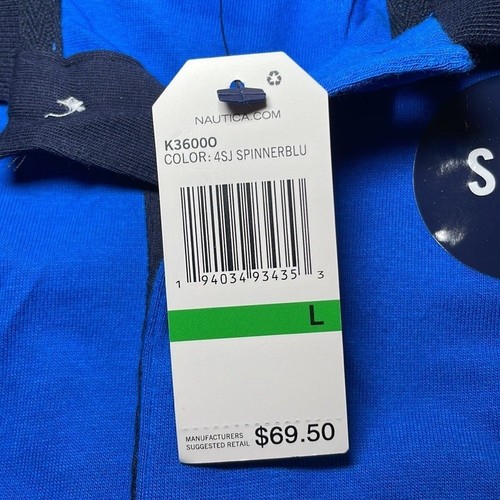 NAUTICA.COM
K36000
COLOR: 4SJ SPINNERBLU
1 94034 93435 3
L
MANUFACTURERS
SUGGESTED RETAIL $69.50
S